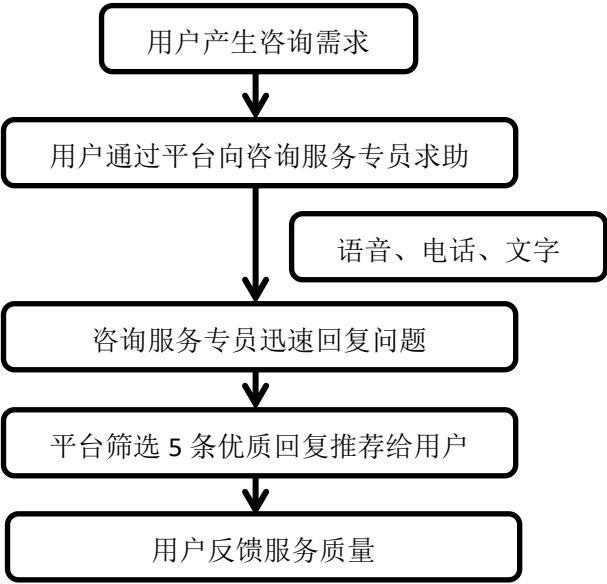 用户产生咨询需求
用户通过平台向咨询服务专员求助
语音、电话、文字
咨询服务专员迅速回复问题
平台筛选 5 条优质回复推荐给用户
用户反馈服务质量